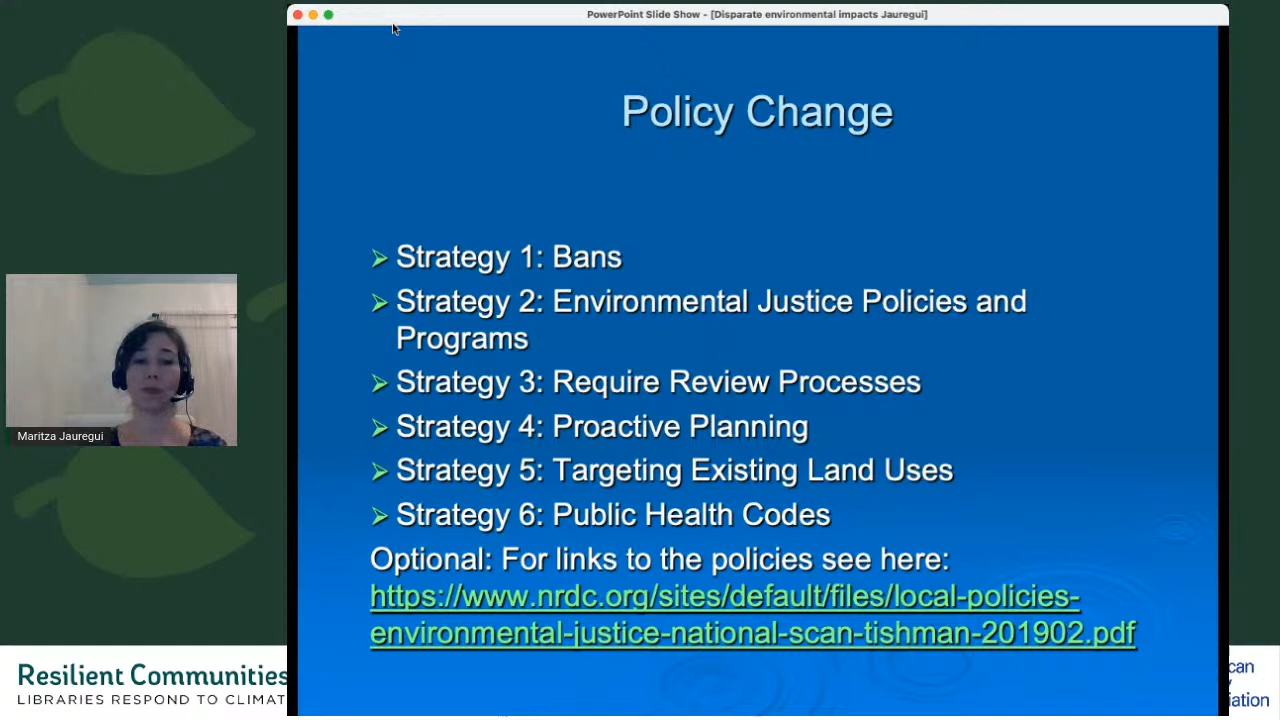 PowerPoint Slide Show - [Disparate environmental impacts Jauregui]
Policy Change
Strategy 1: Bans
Strategy 2: Environmental Justice Policies and
Programs
Strategy 3: Require Review Processes
Strategy 4: Proactive Planning
Strategy 5: Targeting Existing Land Uses
Strategy 6: Public Health Codes
Optional: For links to the policies see here:
https://www.nrdc.org/sites/default/files/local-policies-
environmental-justice-national-scan-tishman-201902.pdf
Maritza Jauregui
Resilient Communities
LIBRARIES RESPOND TO CLIMAT
can
iation